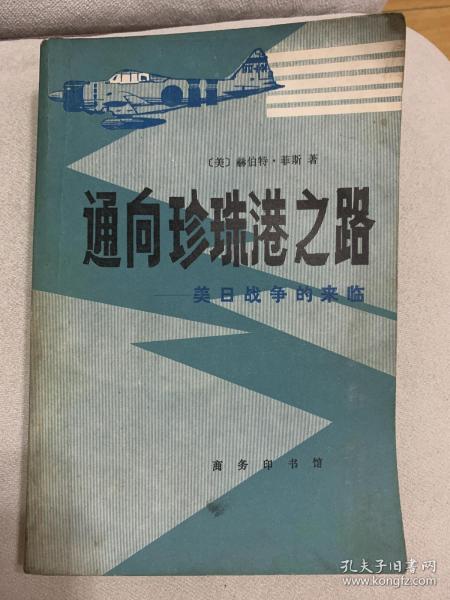 〔美〕赫伯特·菲斯 著
通向珍珠港之路
——美日战争的来临
商务印书馆
孔夫子旧书网
www.kongfz.com